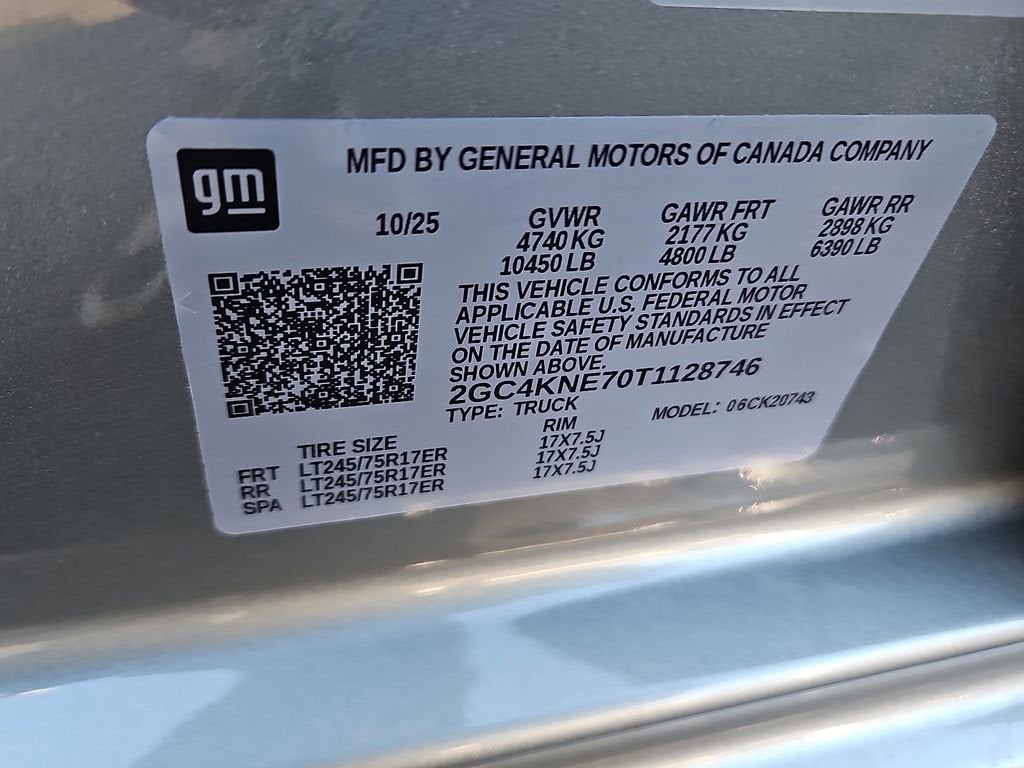 gm
MFD BY GENERAL MOTORS OF CANADA COMPANY
10/25
GVWR
4740 KG
10450 LB
GAWR FRT
2177 KG
4800 LB
GAWR RR
2898 KG
6390 LB
THIS VEHICLE CONFORMS TO ALL
APPLICABLE U.S. FEDERAL MOTOR
VEHICLE SAFETY STANDARDS IN EFFECT
ON THE DATE OF MANUFACTURE
SHOWN ABOVE.
2GC4KNE70T1128746
TYPE: TRUCK
MODEL: 06CK20743
TIRE SIZE RIM
FRT LT245/75R17ER 17X7.5J
RR LT245/75R17ER 17X7.5J
SPA LT245/75R17ER 17X7.5J